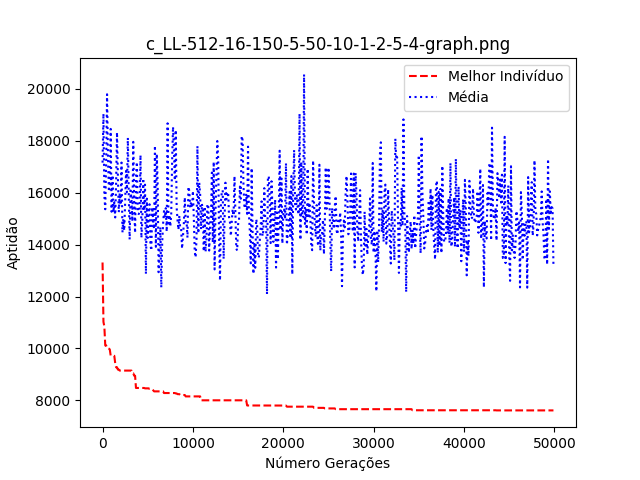 c_LL-512-16-150-5-50-10-1-2-5-4-graph.png
Melhor Indivíduo
Média
Aptidão
20000
18000
16000
14000
12000
10000
8000
0 10000 20000 30000 40000 50000
Número Gerações